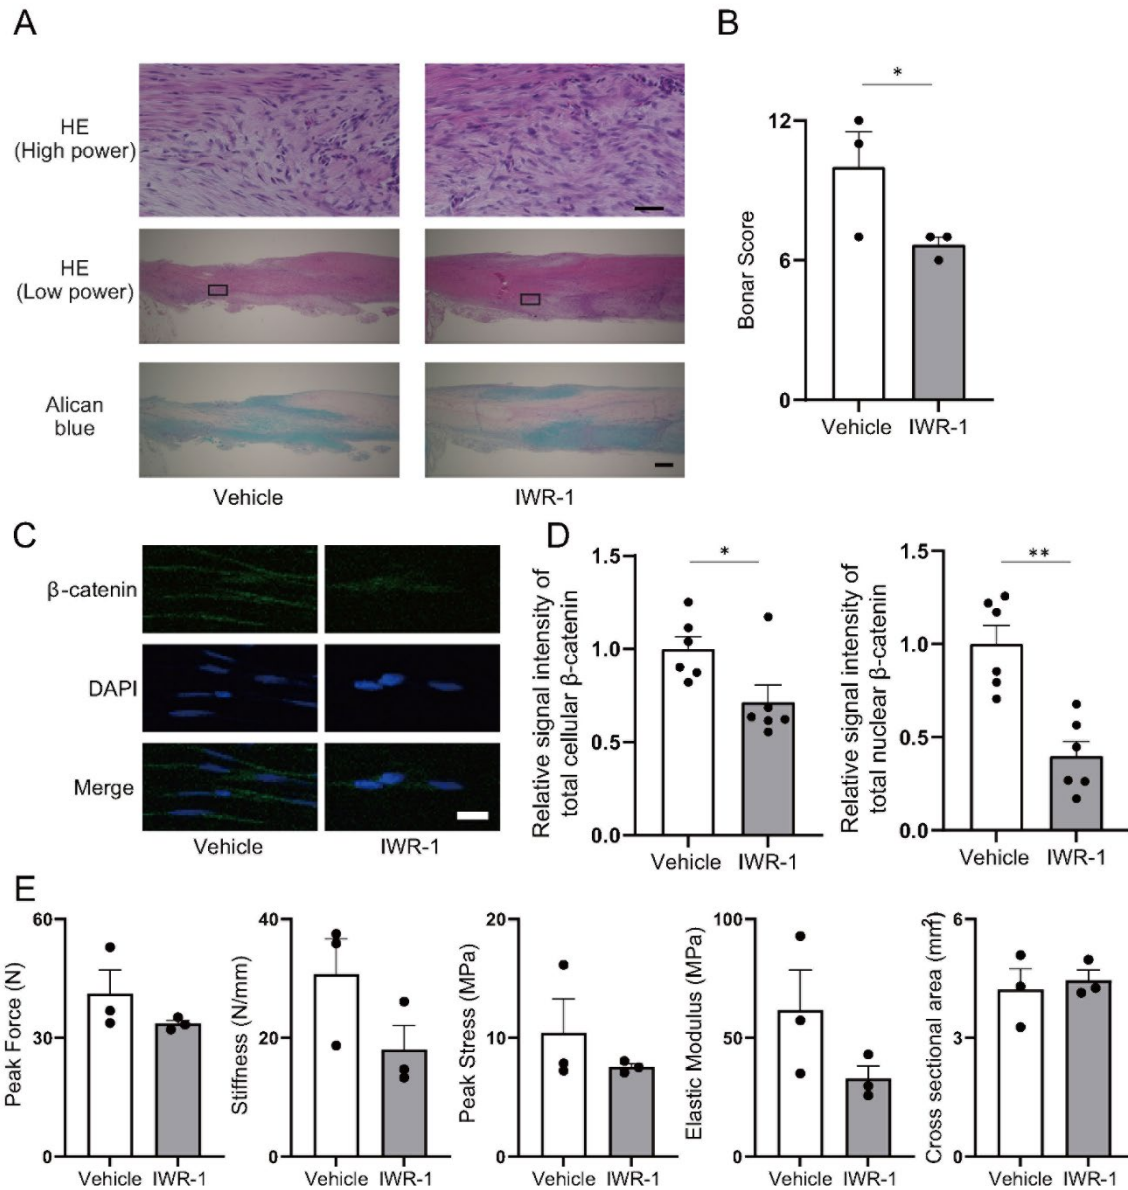 A
HE
(High power)
HE
(Low power)
Alican
blue
Vehicle
IWR-1
B
*
Bonar Score
12
6
0
Vehicle
IWR-1
C
β-catenin
DAPI
Merge
Vehicle
IWR-1
D
Relative signal intensity of
total cellular β-catenin
1.5
1.0
0.5
0.0
*
Vehicle
IWR-1
Relative signal intensity of
total nuclear β-catenin
1.5
1.0
0.5
0.0
**
Vehicle
IWR-1
E
Peak Force (N)
60
30
0
Vehicle
IWR-1
Stiffness (N/mm)
40
20
0
Vehicle
IWR-1
Peak Stress (MPa)
20
10
0
Vehicle
IWR-1
Elastic Modulus (MPa)
100
50
0
Vehicle
IWR-1
Cross sectional area (mm²)
6
3
0
Vehicle
IWR-1